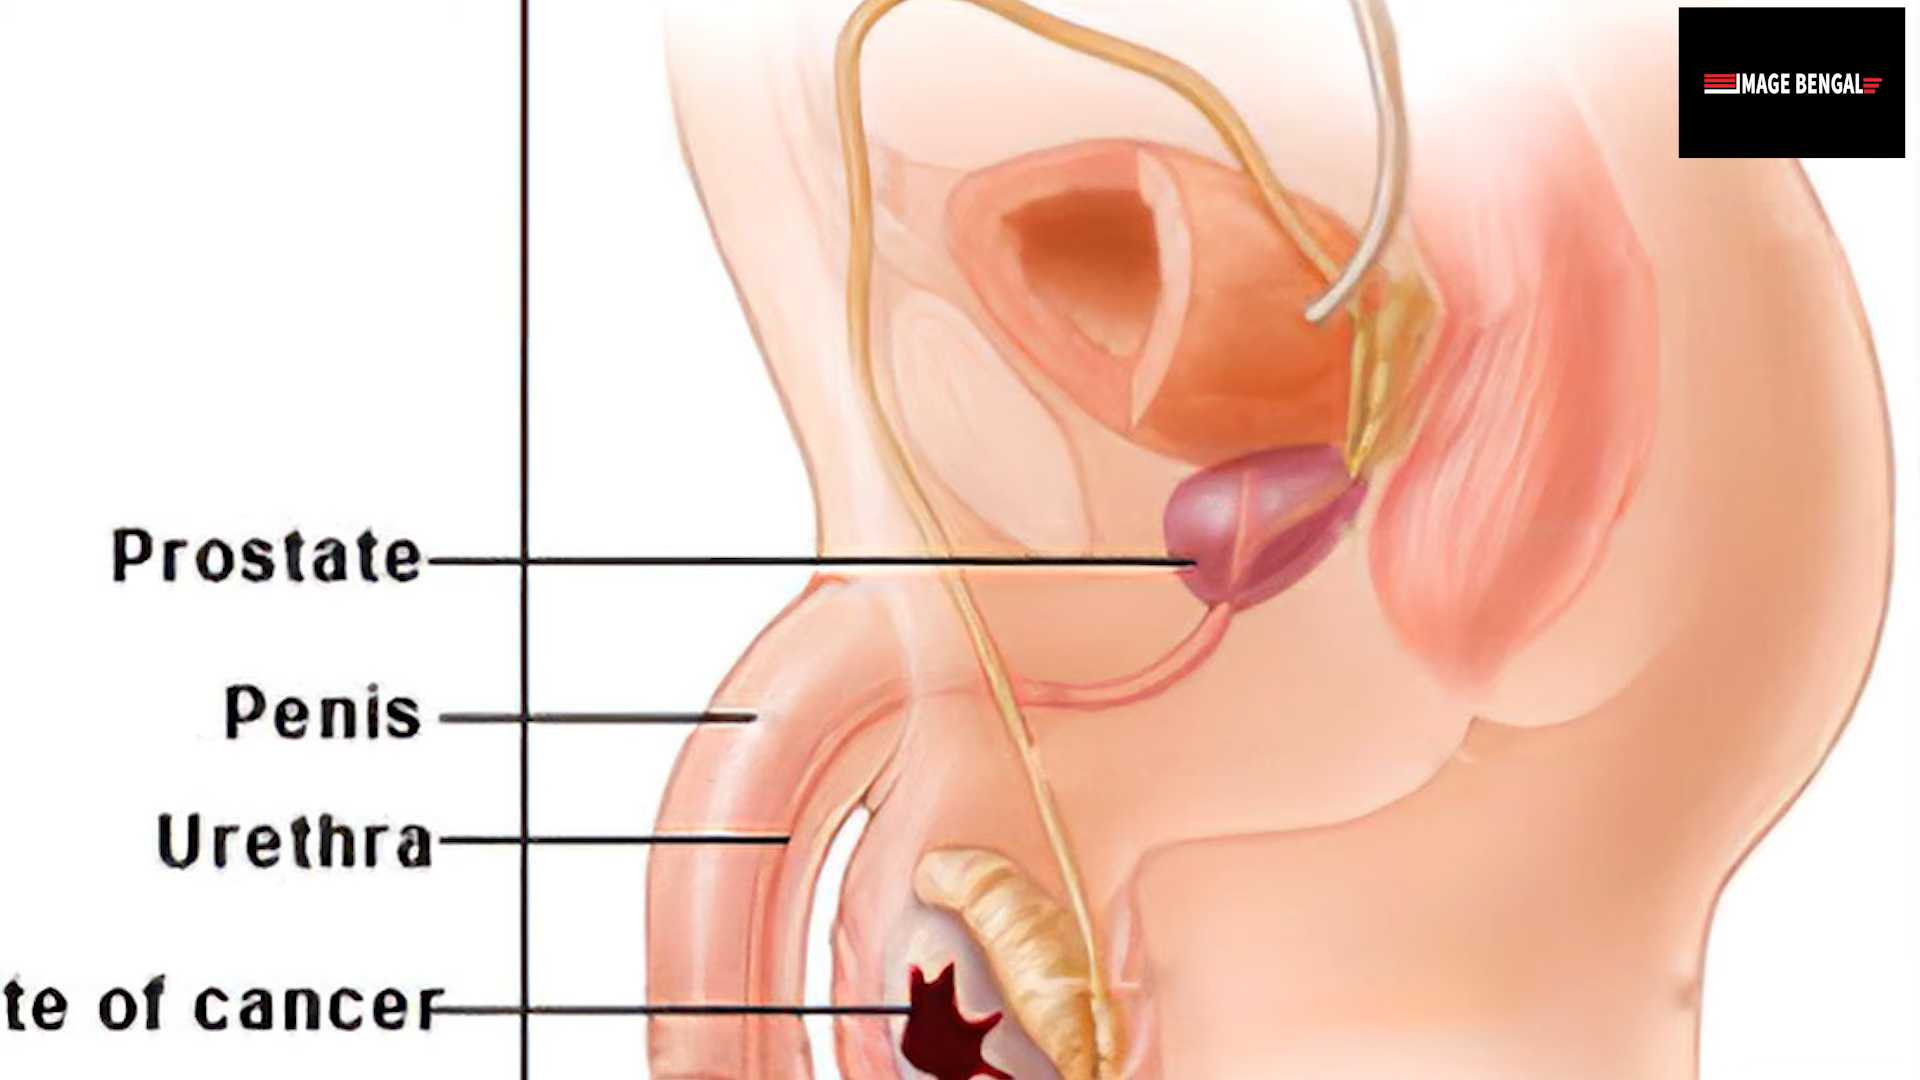 IMAGE BENGAL
Prostate
Penis
Urethra
te of cancer